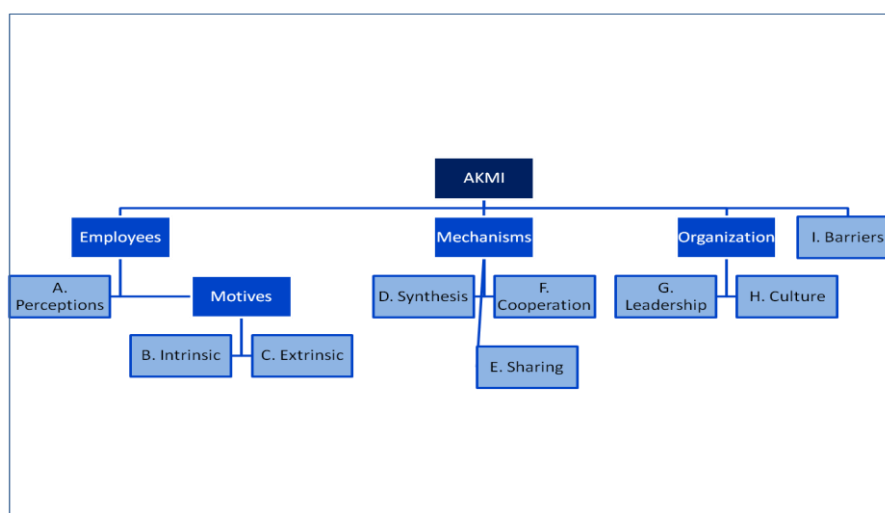 AKMI
Employees
Mechanisms
Organization
I. Barriers
A.
Perceptions
Motives
D. Synthesis
F.
Cooperation
G.
Leadership
H. Culture
B. Intrinsic
C. Extrinsic
E. Sharing